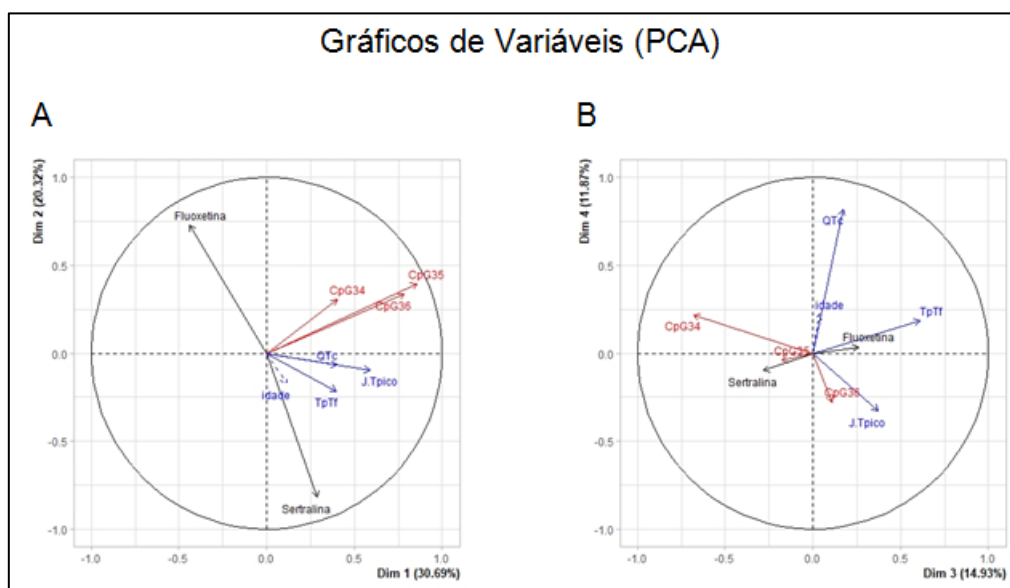 Gráficos de Variáveis (PCA)
A
B
Dim 2 (20.32%)
1.0
0.5
0.0
-0.5
-1.0
Fluoxetina
CpG35
CpG34
CpG36
QTc
J.Tpico
idade
TpTf
Sertralina
-1.0
-0.5
0.0
0.5
1.0
Dim 1 (30.69%)
Dim 4 (11.87%)
1.0
0.5
0.0
-0.5
-1.0
QTc
idade
TpTf
CpG34
Fluoxetina
CpG35
Sertralina
CpG36
J.Tpico
-1.0
-0.5
0.0
0.5
1.0
Dim 3 (14.93%)